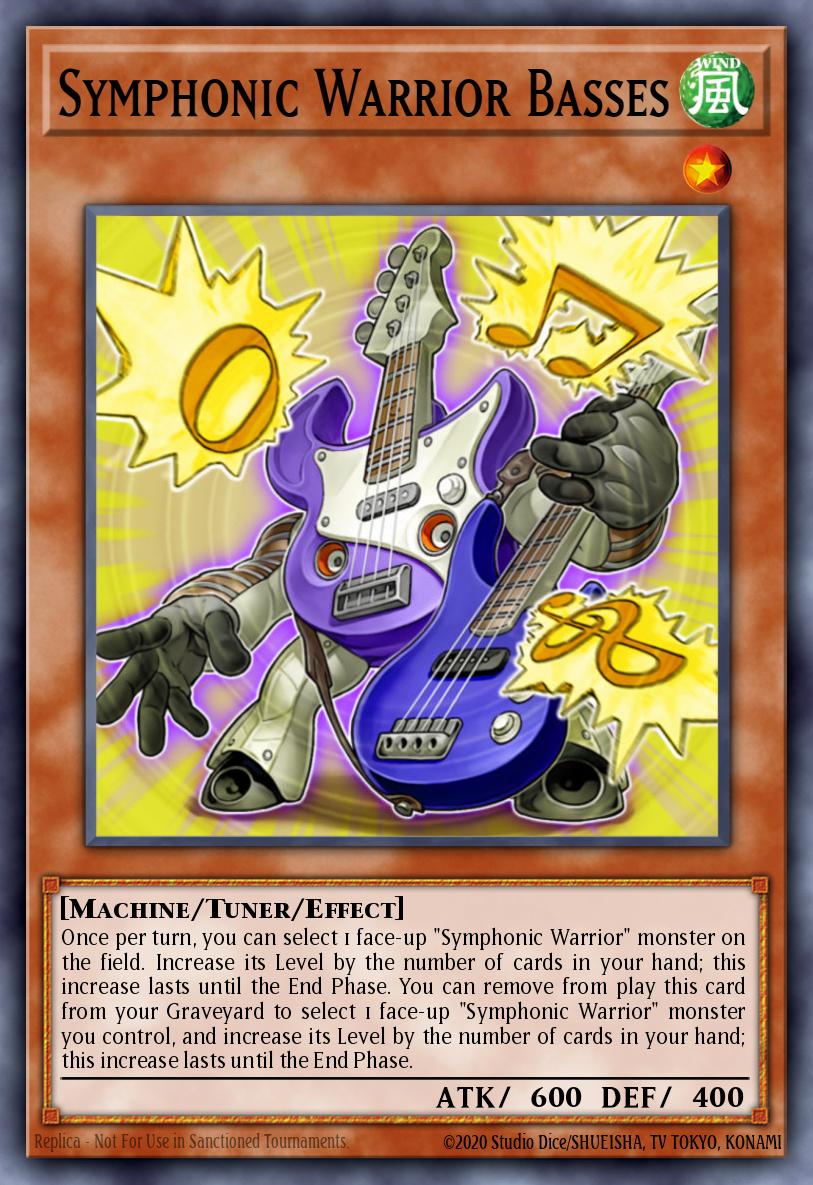 Symphonic Warrior Basses
WIND
風
[Machine/Tuner/Effect]
Once per turn, you can select 1 face-up "Symphonic Warrior" monster on
the field. Increase its Level by the number of cards in your hand; this
increase lasts until the End Phase. You can remove from play this card
from your Graveyard to select 1 face-up "Symphonic Warrior" monster
you control, and increase its Level by the number of cards in your hand;
this increase lasts until the End Phase.
ATK/ 600 DEF/ 400
Replica - Not For Use in Sanctioned Tournaments.
©2020 Studio Dice/SHUEISHA, TV TOKYO, KONAMI